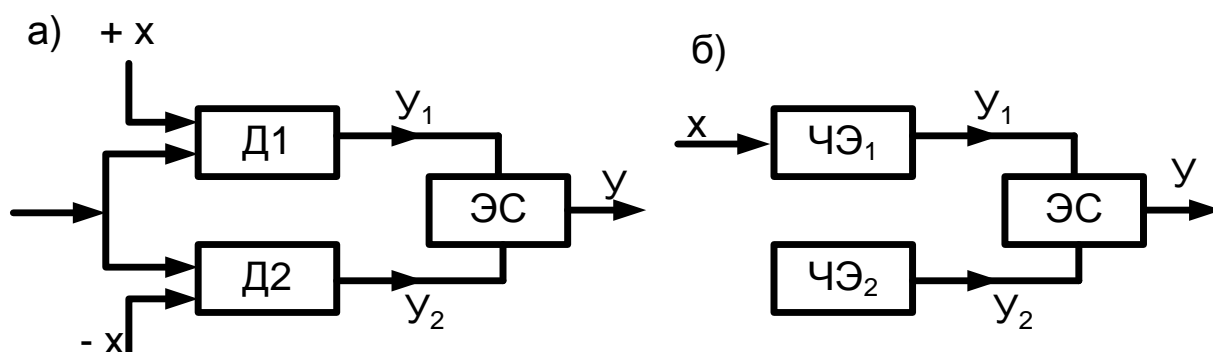 а) + х
Д1
У₁
ЭС
У
Д2
У₂
- х
б)
х
ЧЭ₁
У₁
ЭС
У
ЧЭ₂
У₂